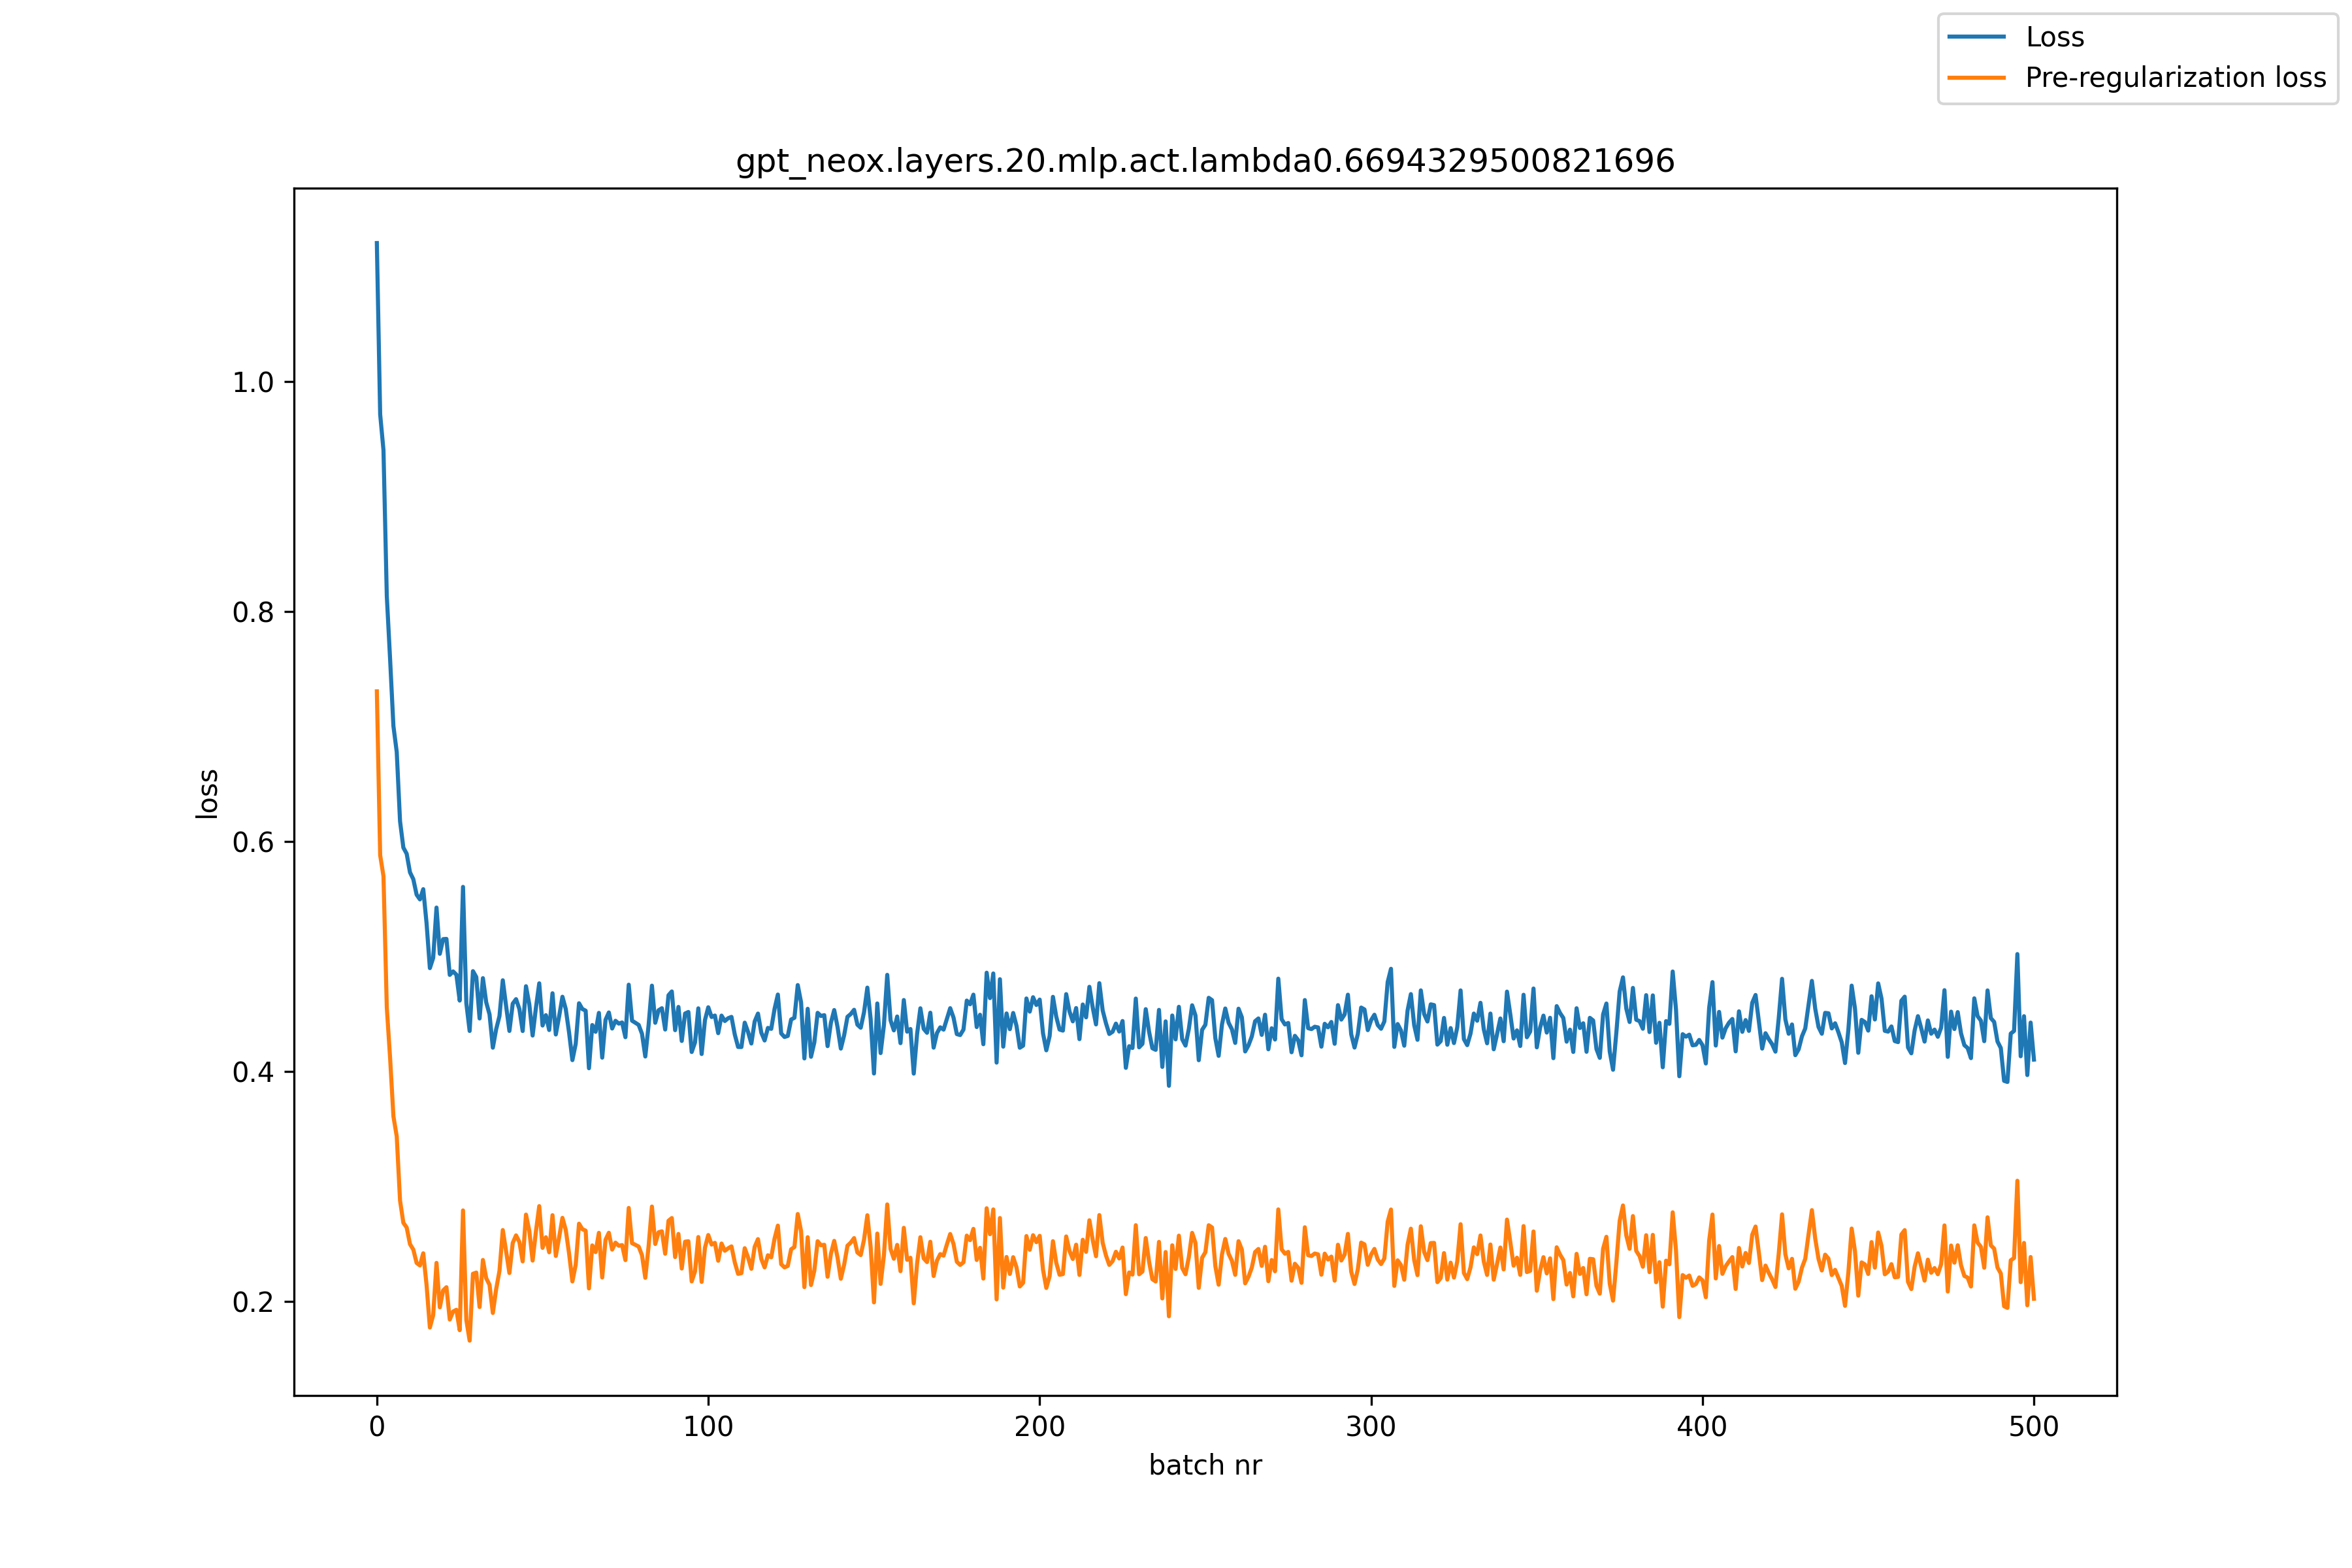 Loss
Pre-regularization loss
gpt_neox.layers.20.mlp.act.lambda0.6694329500821696
1.0
0.8
0.6
0.4
0.2
loss
0 100 200 300 400 500
batch nr